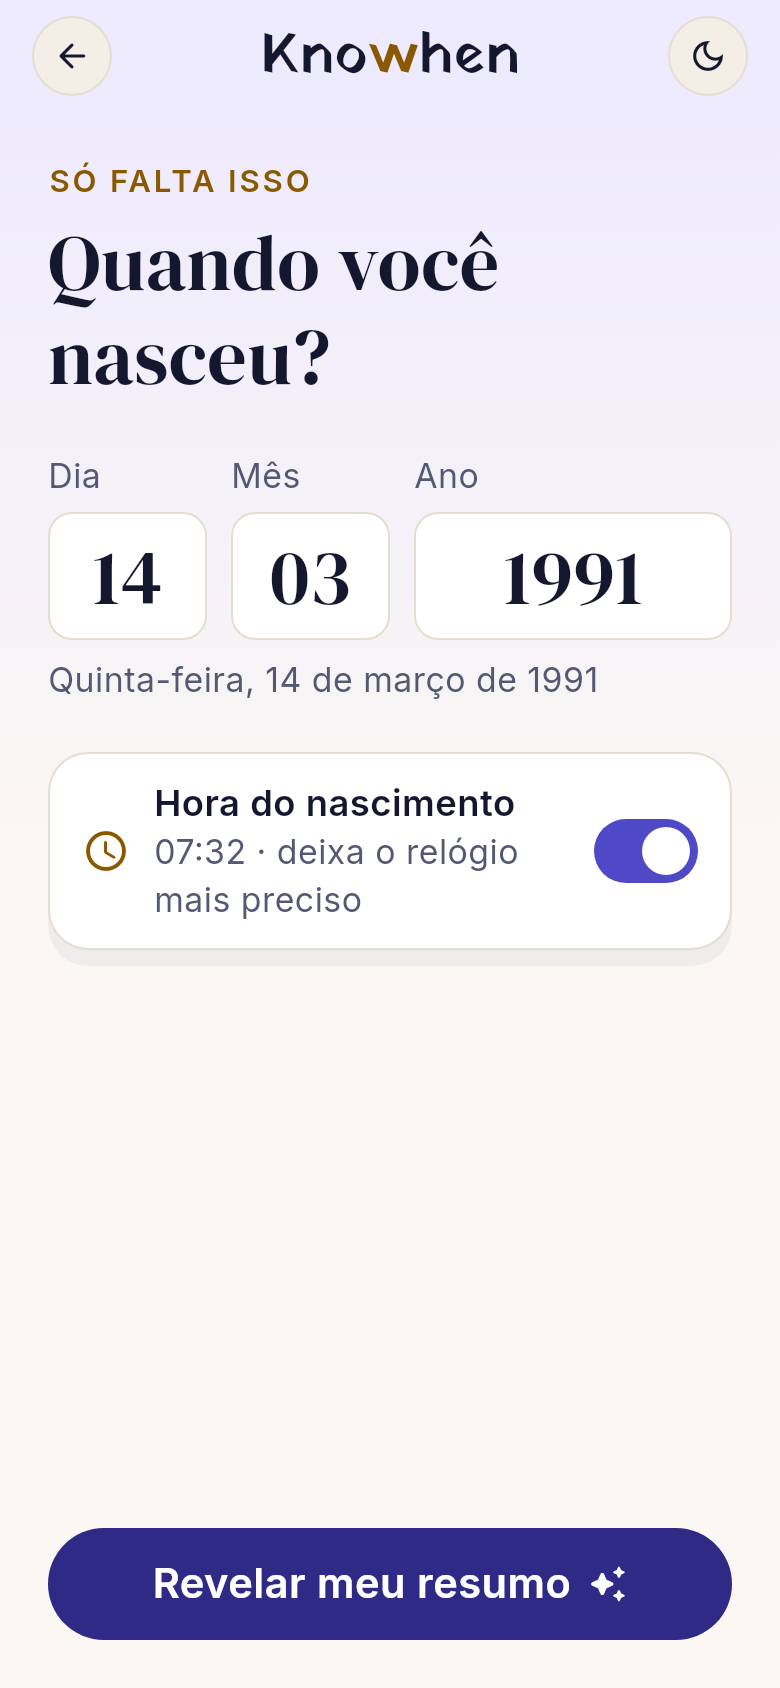 Knowhen
SÓ FALTA ISSO
Quando você
nasceu?
Dia Mês Ano
14 03 1991
Quinta-feira, 14 de março de 1991
Hora do nascimento
07:32 · deixa o relógio
mais preciso
Revelar meu resumo